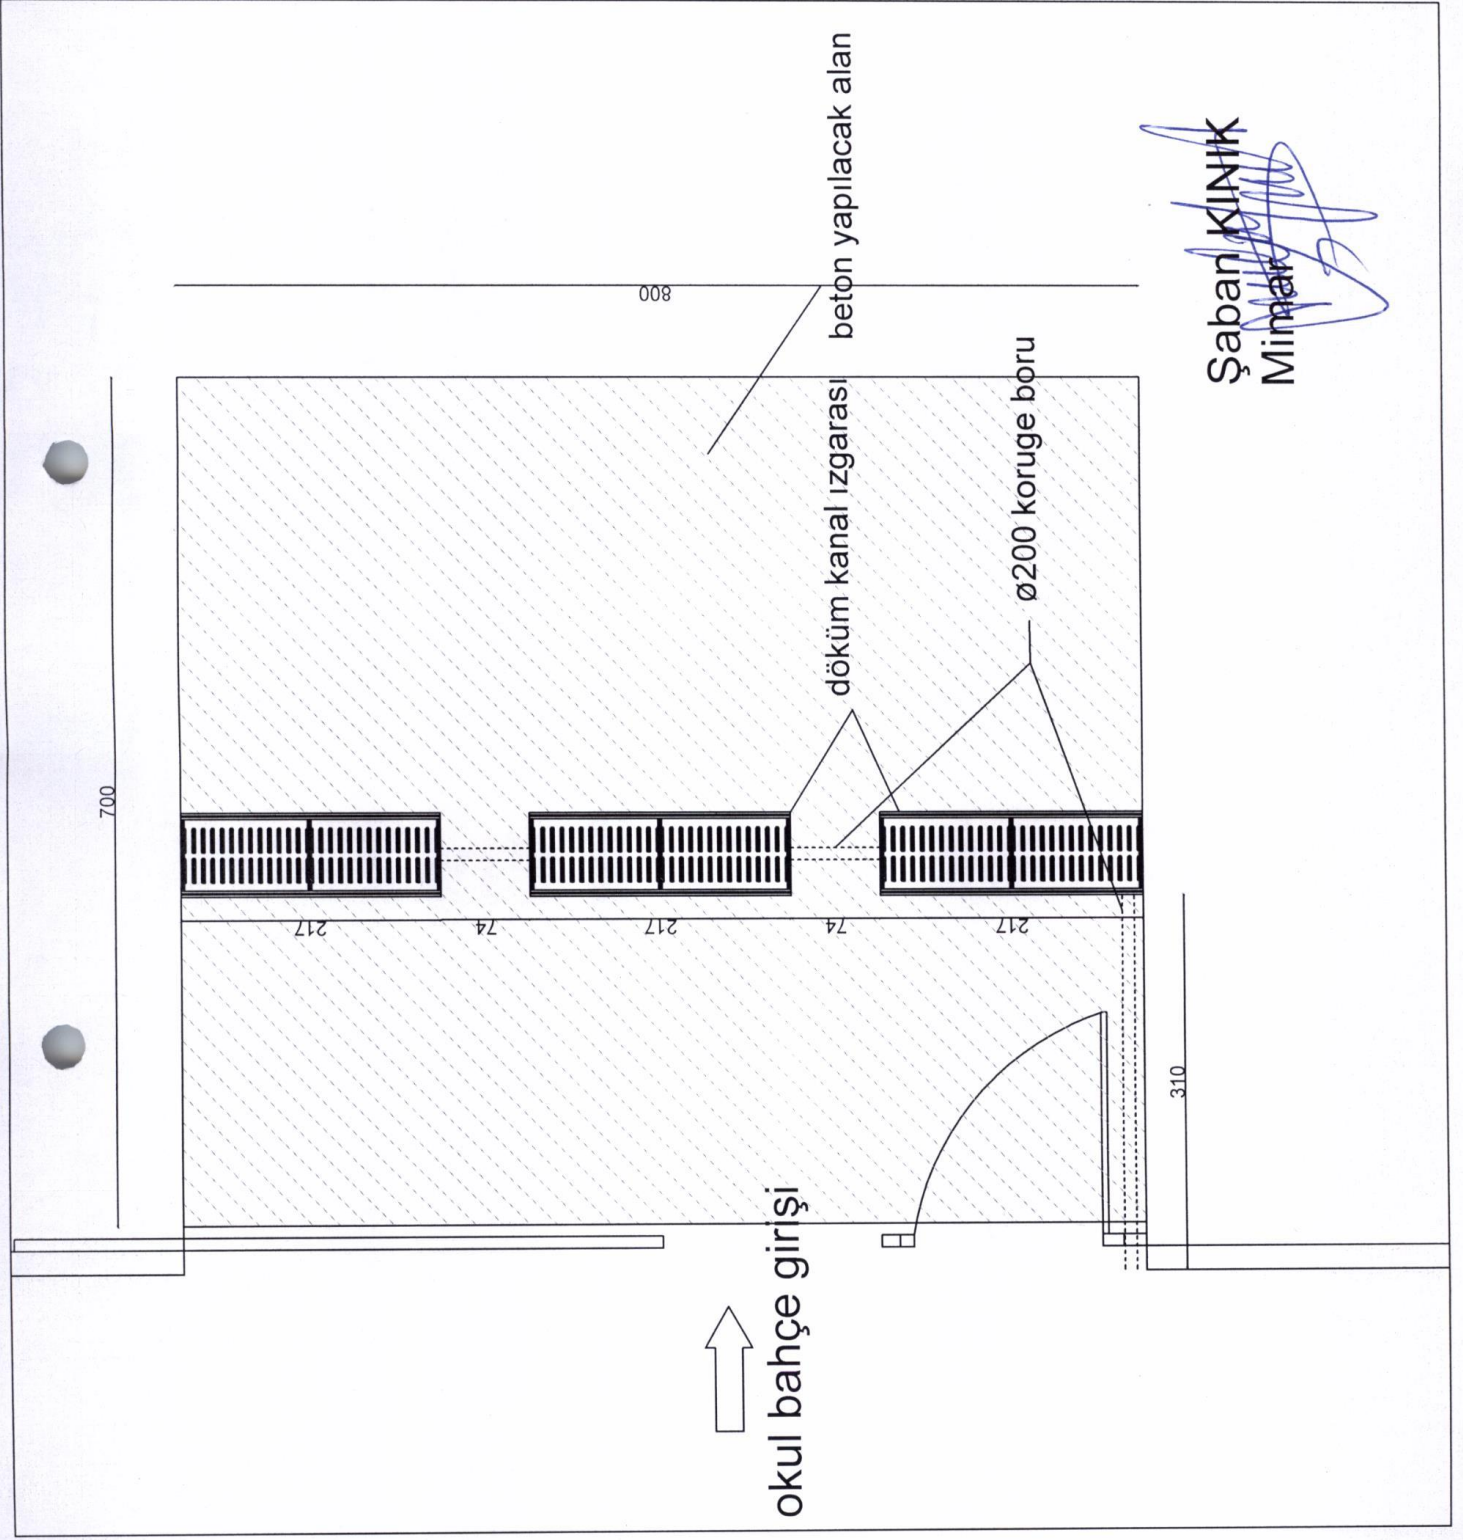 700
800
beton yapılacak alan
döküm kanal ızgarası
ø200 koruge boru
217
74
217
74
217
310
okul bahçe girişi
Şaban KINIK
Mimar